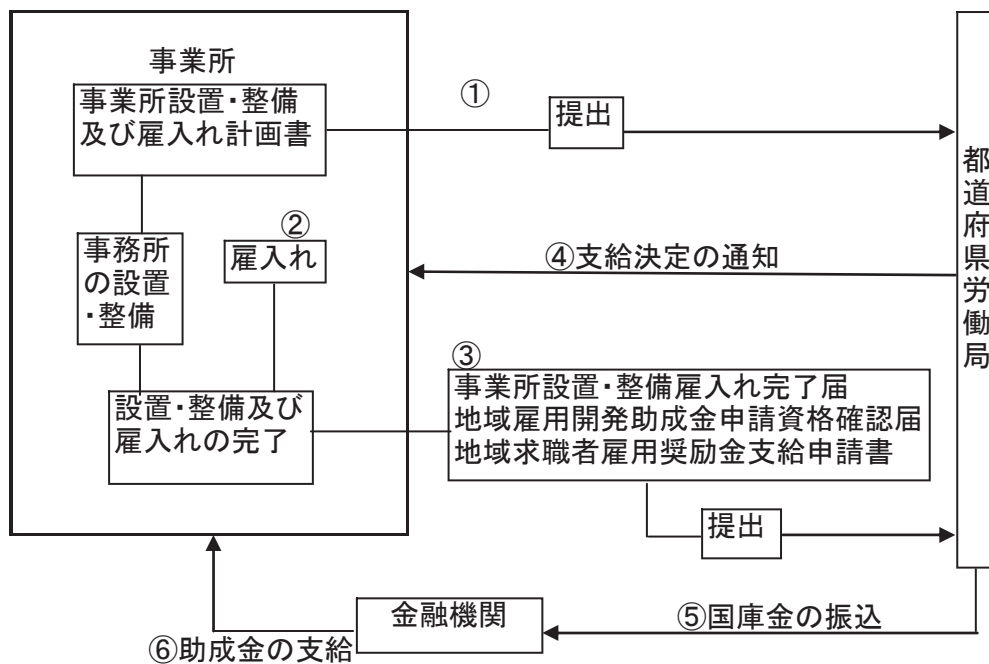 事業所
事業所設置・整備
及び雇入れ計画書
①
提出
事務所
の設置
・整備
②
雇入れ
④支給決定の通知
都道府県労働局
③
事業所設置・整備雇入れ完了届
地域雇用開発助成金申請資格確認届
地域求職者雇用奨励金支給申請書
設置・整備及び
雇入れの完了
提出
金融機関
⑤国庫金の振込
⑥助成金の支給